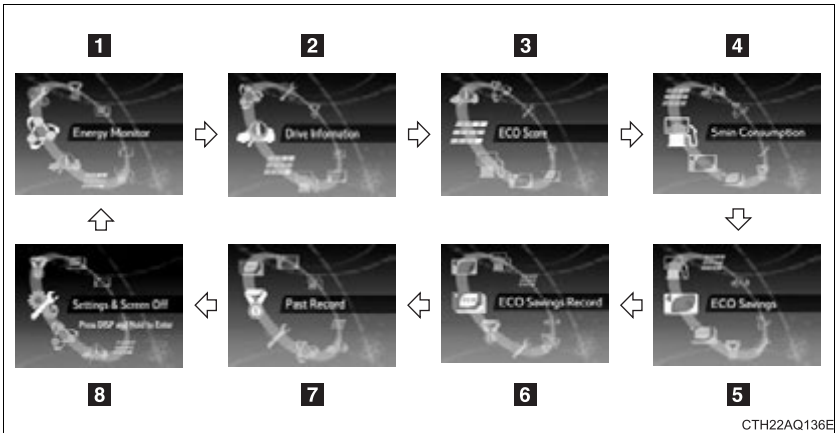 1
2
3
4
Energy Monitor
Drive Information
ECO Score
5min Consumption
Settings & Screen Off
Press DISP and Hold to Enter
Past Record
ECO Savings Record
ECO Savings
8
7
6
5
CTH22AQ136E